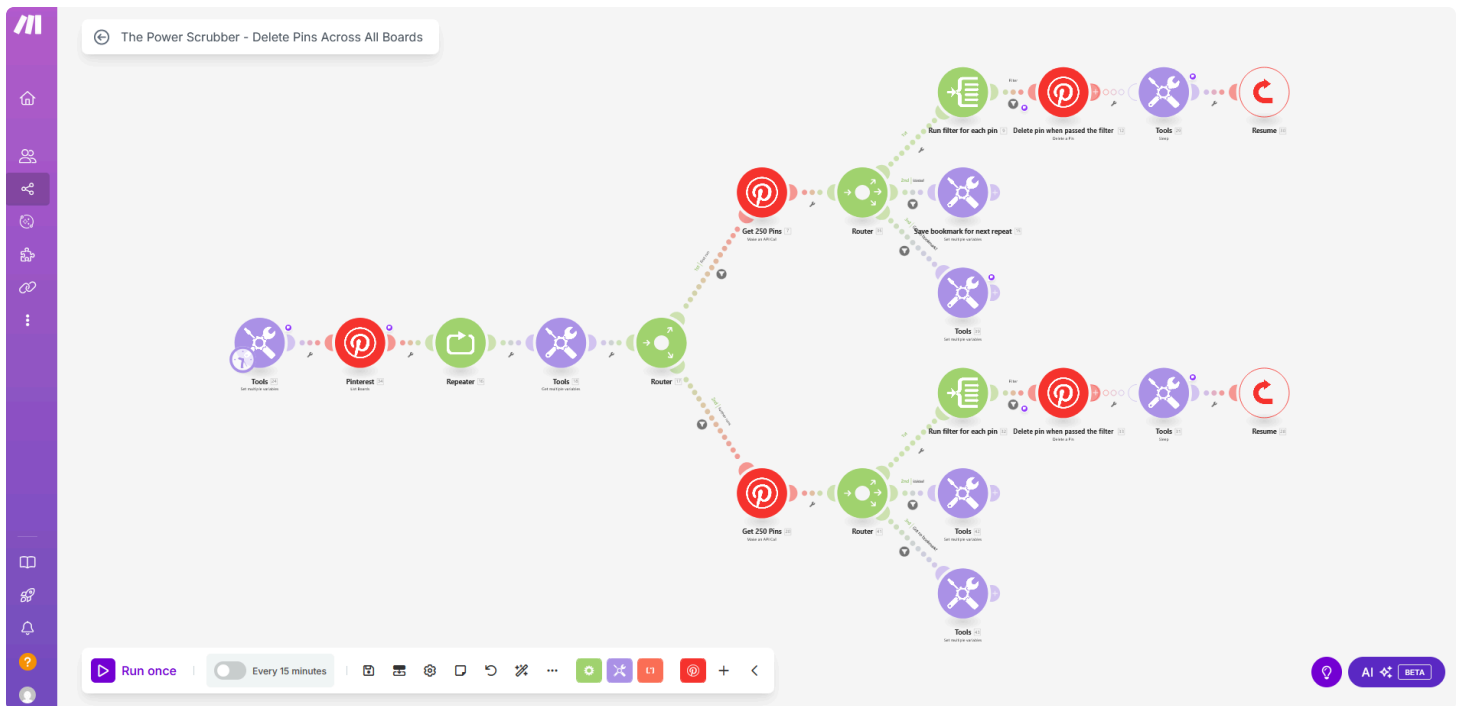 The Power Scrubber - Delete Pins Across All Boards
Run filter for each pin
Delete pin when passed the filter
Delete a Pin
Tools
Sleep
Resume
Get 250 Pins
Make an API Call
Router
Save bookmark for next repeat
Set multiple variables
Tools
Set multiple variables
Tools
Set multiple variables
Pinterest
List Boards
Repeater
Tools
Get multiple variables
Router
Run filter for each pin
Delete pin when passed the filter
Delete a Pin
Tools
Sleep
Resume
Get 250 Pins
Make an API Call
Router
Tools
Set multiple variables
Tools
Set multiple variables
Run once
Every 15 minutes
AI
BETA